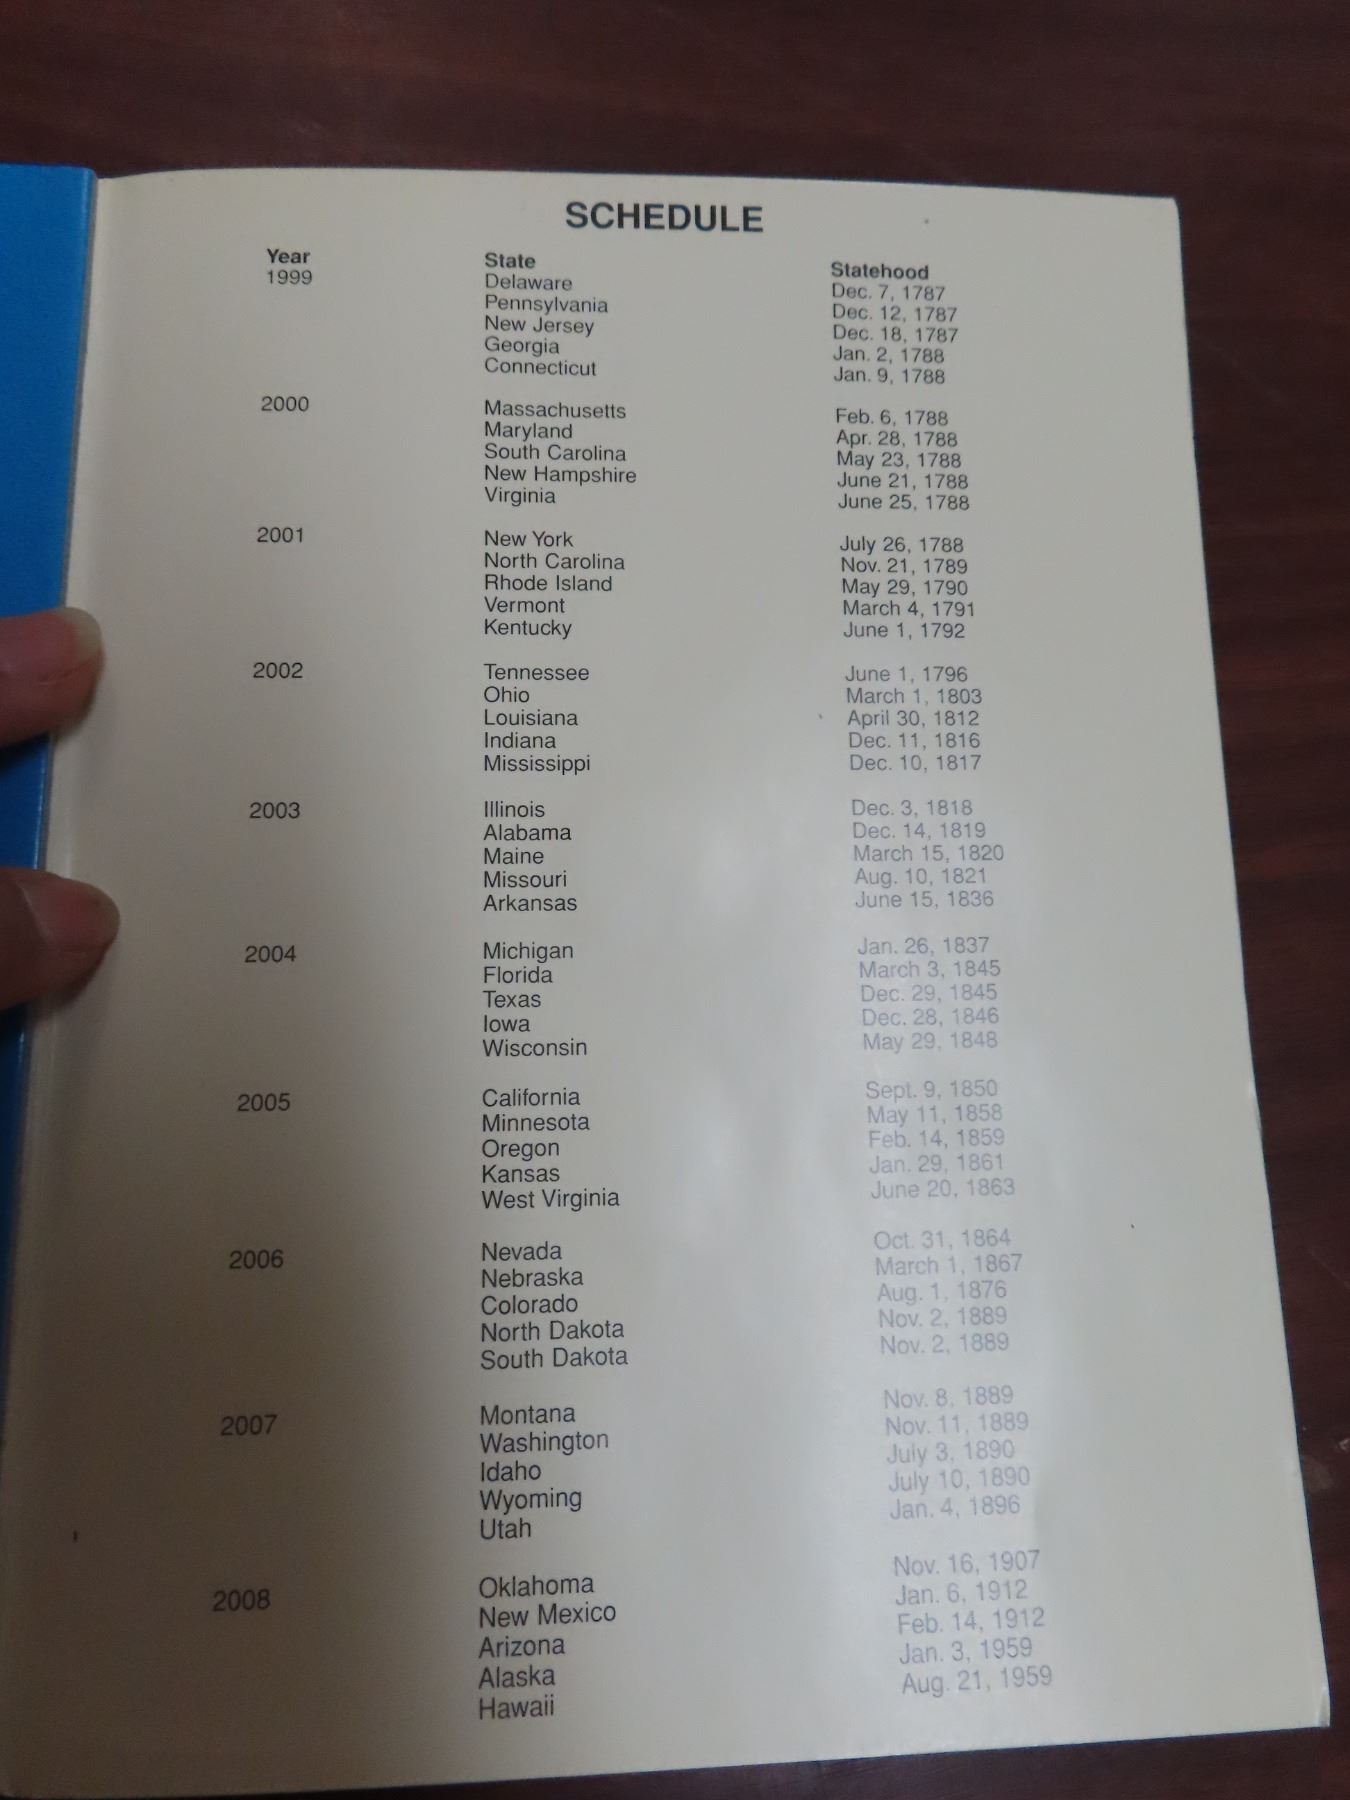 SCHEDULE
Year State Statehood
1999 Delaware Dec. 7, 1787
Pennsylvania Dec. 12, 1787
New Jersey Dec. 18, 1787
Georgia Jan. 2, 1788
Connecticut Jan. 9, 1788
2000 Massachusetts Feb. 6, 1788
Maryland Apr. 28, 1788
South Carolina May 23, 1788
New Hampshire June 21, 1788
Virginia June 25, 1788
2001 New York July 26, 1788
North Carolina Nov. 21, 1789
Rhode Island May 29, 1790
Vermont March 4, 1791
Kentucky June 1, 1792
2002 Tennessee June 1, 1796
Ohio March 1, 1803
Louisiana April 30, 1812
Indiana Dec. 11, 1816
Mississippi Dec. 10, 1817
2003 Illinois Dec. 3, 1818
Alabama Dec. 14, 1819
Maine March 15, 1820
Missouri Aug. 10, 1821
Arkansas June 15, 1836
2004 Michigan Jan. 26, 1837
Florida March 3, 1845
Texas Dec. 29, 1845
Iowa Dec. 28, 1846
Wisconsin May 29, 1848
2005 California Sept. 9, 1850
Minnesota May 11, 1858
Oregon Feb. 14, 1859
Kansas Jan. 29, 1861
West Virginia June 20, 1863
2006 Nevada Oct. 31, 1864
Nebraska March 1, 1867
Colorado Aug. 1, 1876
North Dakota Nov. 2, 1889
South Dakota Nov. 2, 1889
2007 Montana Nov. 8, 1889
Washington Nov. 11, 1889
Idaho July 3, 1890
Wyoming July 10, 1890
Utah Jan. 4, 1896
2008 Oklahoma Nov. 16, 1907
New Mexico Jan. 6, 1912
Arizona Feb. 14, 1912
Alaska Jan. 3, 1959
Hawaii Aug. 21, 1959